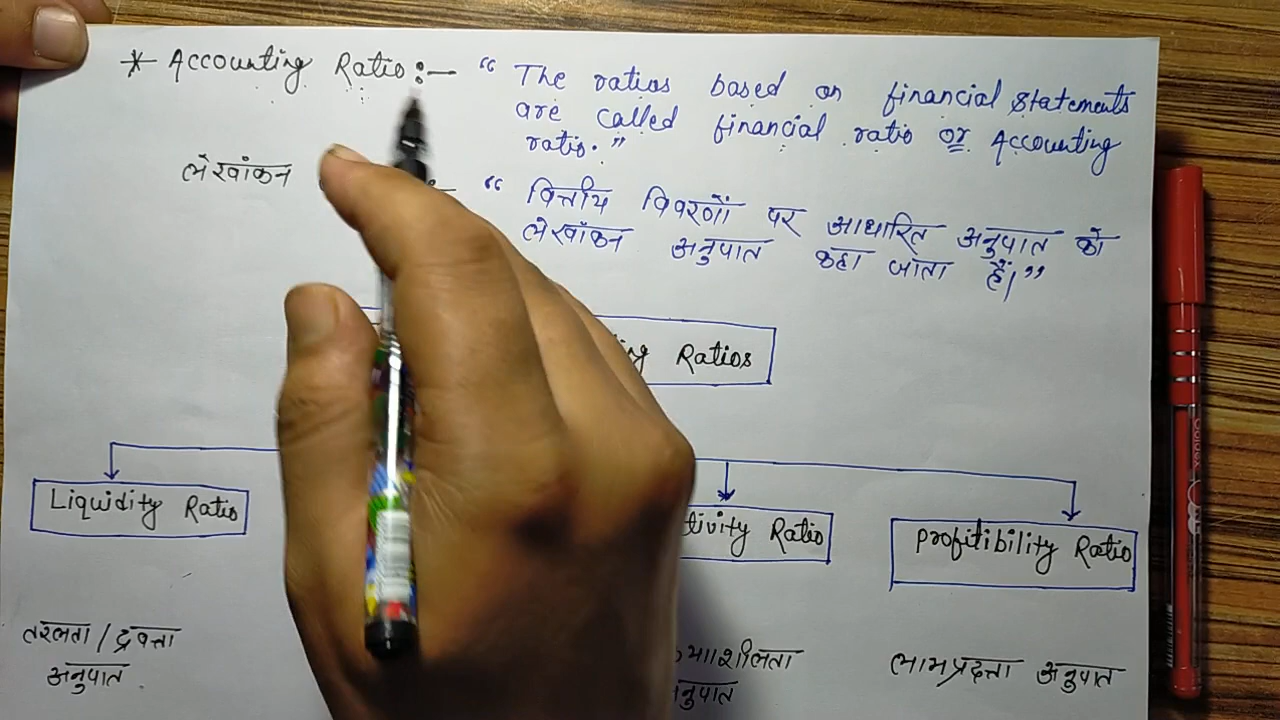 * Accounting Ratio:- " The ratios based on financial statements
are called financial ratio or Accounting
ratio."
लेखांकन :- " वित्तीय विवरणों पर आधारित अनुपात को
लेखांकन अनुपात कहा जाता हैं।"
Ratios
Liquidity Ratio
tivity Ratio
Profitibility Ratio
तरलता / द्रवत्ता
अनुपात
लाभप्रदत्ता अनुपात